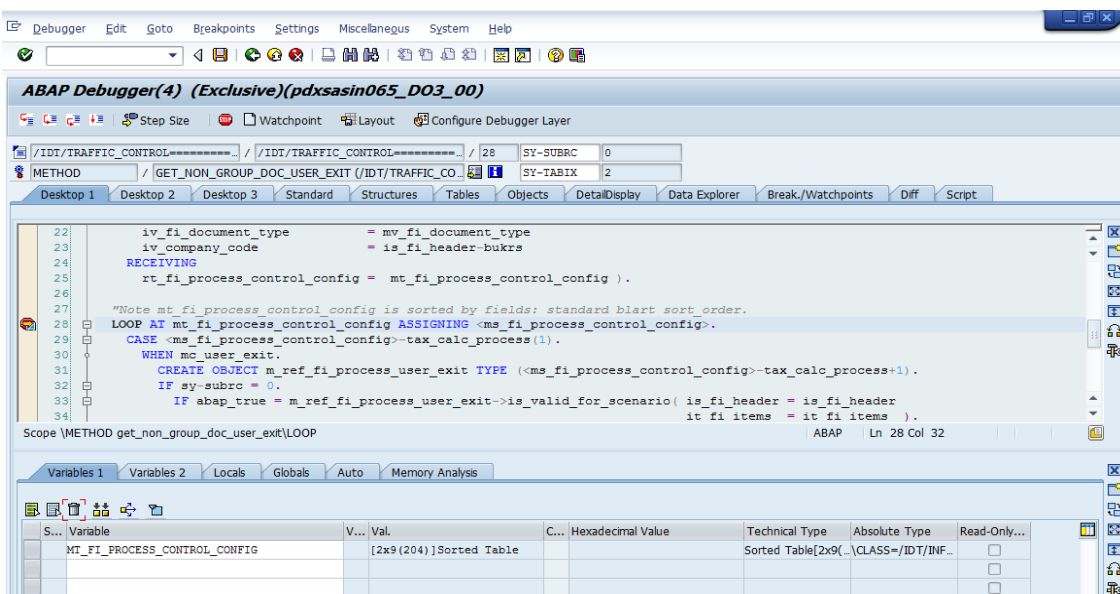 Debugger Edit Goto Breakpoints Settings Miscellaneous System Help
ABAP Debugger(4) (Exclusive)(pdxsasin065_DO3_00)
Step Size Watchpoint Layout Configure Debugger Layer
/IDT/TRAFFIC_CONTROL=========… / /IDT/TRAFFIC_CONTROL=========… / 28 SY-SUBRC 0
METHOD / GET_NON_GROUP_DOC_USER_EXIT (/IDT/TRAFFIC_CO… SY-TABIX 2
Desktop 1 Desktop 2 Desktop 3 Standard Structures Tables Objects DetailDisplay Data Explorer Break./Watchpoints Diff Script
22 iv_fi_document_type = mv_fi_document_type
23 iv_company_code = is_fi_header-bukrs
24 RECEIVING
25 rt_fi_process_control_config = mt_fi_process_control_config ).
26
27 "Note mt_fi_process_control_config is sorted by fields: standard blart sort_order.
28 LOOP AT mt_fi_process_control_config ASSIGNING <ms_fi_process_control_config>.
29 CASE <ms_fi_process_control_config>-tax_calc_process(1).
30 WHEN mc_user_exit.
31 CREATE OBJECT m_ref_fi_process_user_exit TYPE (<ms_fi_process_control_config>-tax_calc_process+1).
32 IF sy-subrc = 0.
33 IF abap_true = m_ref_fi_process_user_exit->is_valid_for_scenario( is_fi_header = is_fi_header
34 it_fi_items = it_fi_items ).
Scope \METHOD get_non_group_doc_user_exit\LOOP ABAP Ln 28 Col 32
Variables 1 Variables 2 Locals Globals Auto Memory Analysis
S... Variable V... Val. C... Hexadecimal Value Technical Type Absolute Type Read-Only...
MT_FI_PROCESS_CONTROL_CONFIG [2x9(204)]Sorted Table Sorted Table[2x9(… \CLASS=/IDT/INF…